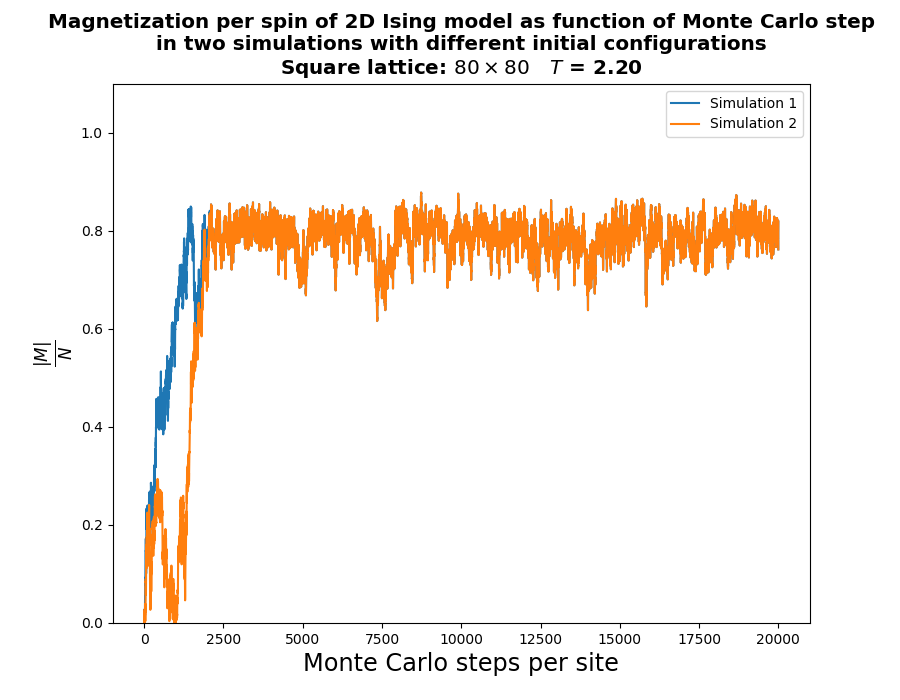 Magnetization per spin of 2D Ising model as function of Monte Carlo step
in two simulations with different initial configurations
Square lattice: 80 × 80 T = 2.20
Simulation 1
Simulation 2
1.0
0.8
0.6
0.4
0.2
0.0
|M|
N
0 2500 5000 7500 10000 12500 15000 17500 20000
Monte Carlo steps per site